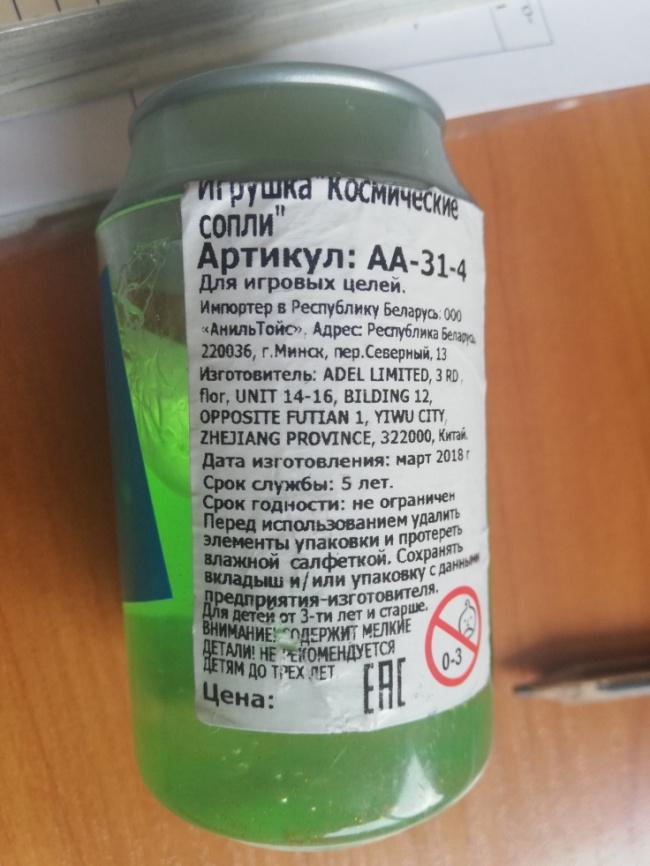 Игрушка "Космические
сопли"
Артикул: АА-31-4
Для игровых целей.
Импортер в Республику Беларусь: ООО
«АнильТойс». Адрес: Республика Беларусь,
220036, г.Минск, пер.Северный, 13
Изготовитель: ADEL LIMITED, 3 RD
flor, UNIT 14-16, BILDING 12,
OPPOSITE FUTIAN 1, YIWU CITY,
ZHEJIANG PROVINCE, 322000, Китай.
Дата изготовления: март 2018 г
Срок службы: 5 лет.
Срок годности: не ограничен
Перед использованием удалить
элементы упаковки и протереть
влажной салфеткой. Сохранять
вкладыш и/или упаковку с данными
предприятия-изготовителя.
Для детей от 3-ти лет и старше.
ВНИМАНИЕ! СОДЕРЖИТ МЕЛКИЕ
ДЕТАЛИ! НЕ РЕКОМЕНДУЕТСЯ
ДЕТЯМ ДО ТРЕХ ЛЕТ
0-3
Цена:
EAC